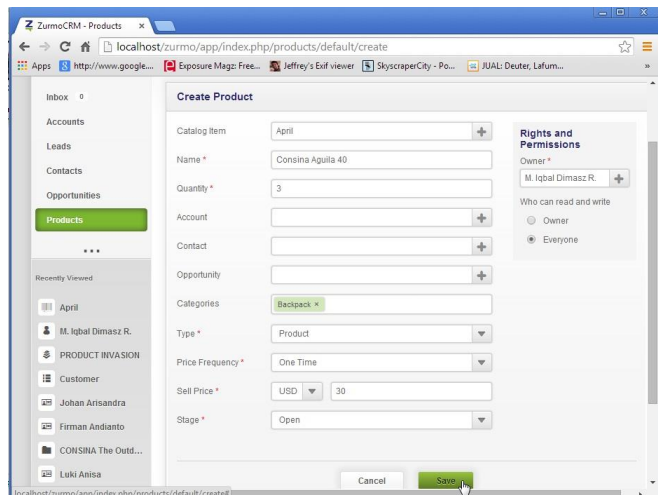 ZurmoCRM - Products ×
localhost/zurmo/app/index.php/products/default/create
Apps http://www.google.... Exposure Magz: Free... Jeffrey's Exif viewer SkyscraperCity - Po... JUAL: Deuter, Lafum... »
Inbox 0
Accounts
Leads
Contacts
Opportunities
Products
...
Recently Viewed
April
M. Iqbal Dimasz R.
PRODUCT INVASION
Customer
Johan Arisandra
Firman Andianto
CONSINA The Outd...
Luki Anisa
Create Product
Catalog Item April
Name * Consina Aguila 40
Quantity * 3
Account
Contact
Opportunity
Categories Backpack ×
Type * Product
Price Frequency * One Time
Sell Price * USD 30
Stage * Open
Cancel Save
Rights and
Permissions
Owner *
M. Iqbal Dimasz R.
Who can read and write
Owner
Everyone
localhost/zurmo/app/index.php/products/default/create#